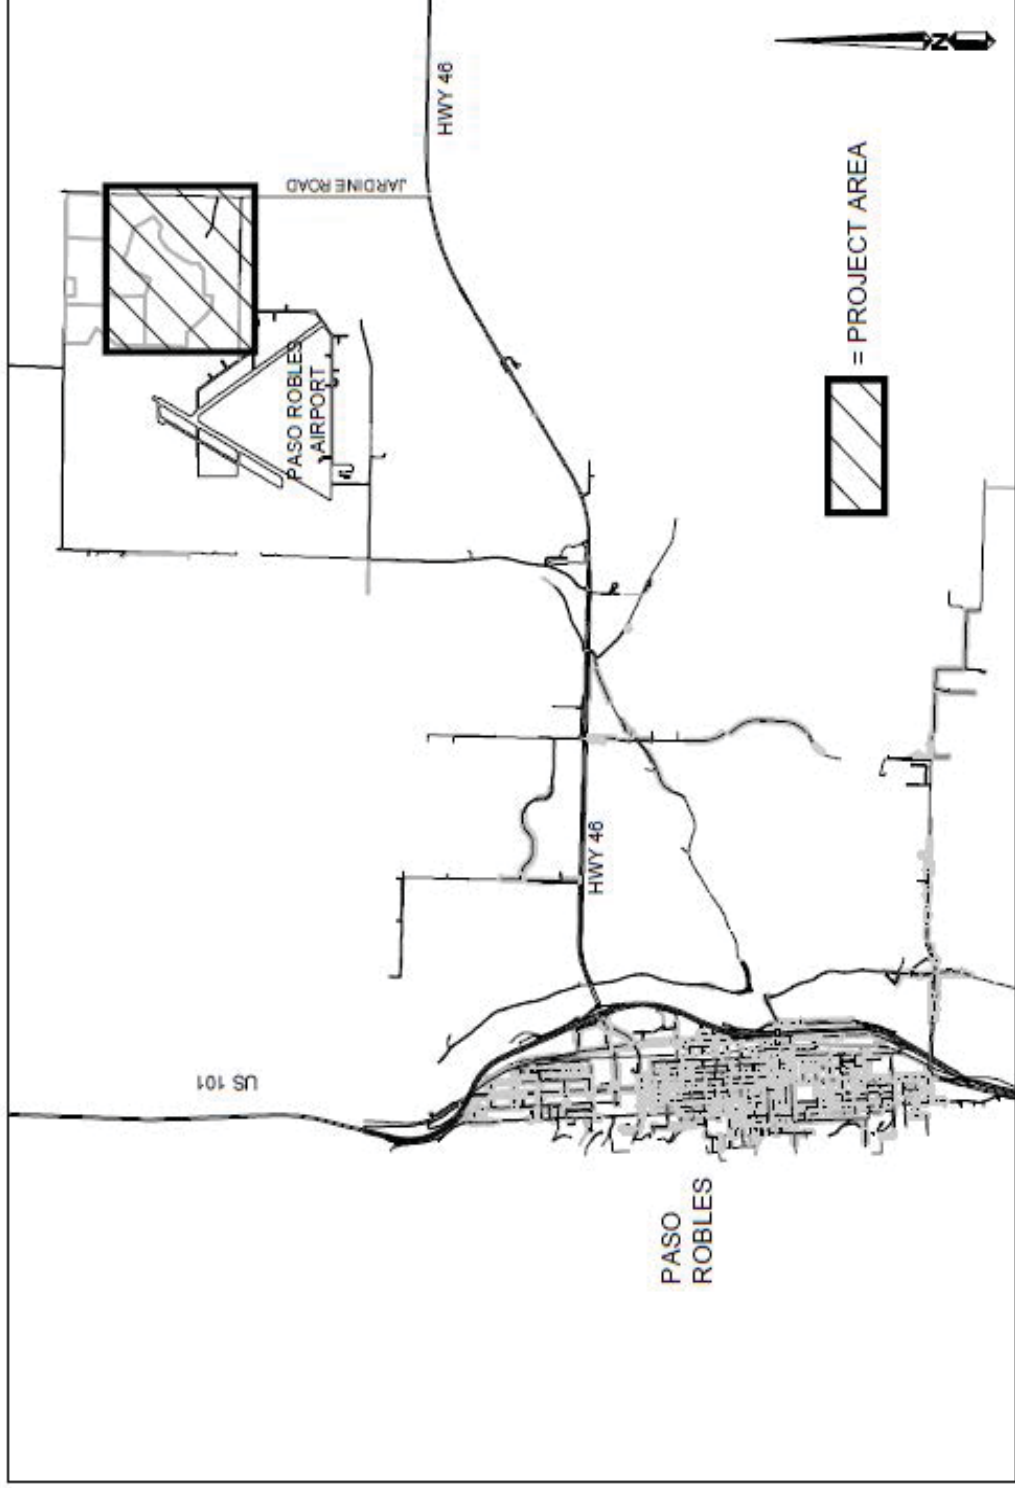 US 101
PASO
ROBLES
HWY 46
PASO ROBLES
AIRPORT
JARDINE ROAD
HWY 46
= PROJECT AREA
N